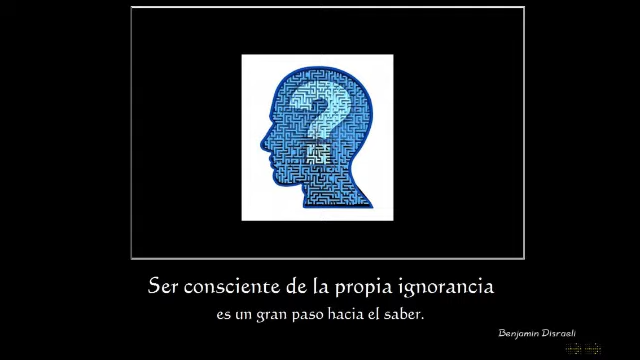 Ser consciente de la propia ignorancia
es un gran paso hacia el saber.
Benjamin Disraeli